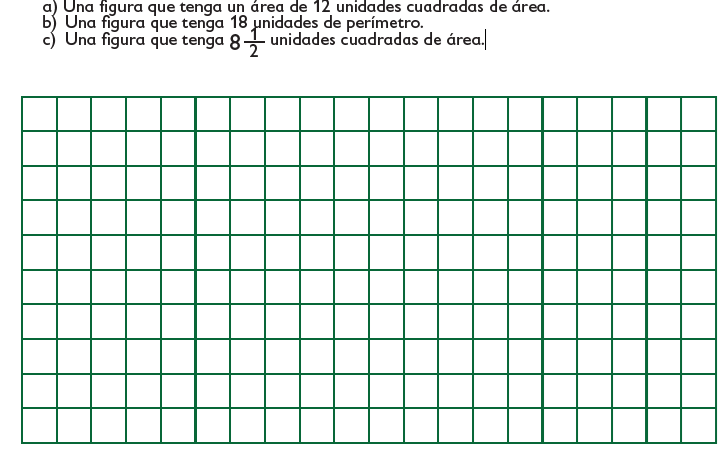 a) Una figura que tenga un área de 12 unidades cuadradas de área.
b) Una figura que tenga 18 unidades de perímetro.
c) Una figura que tenga 8 1/2 unidades cuadradas de área.